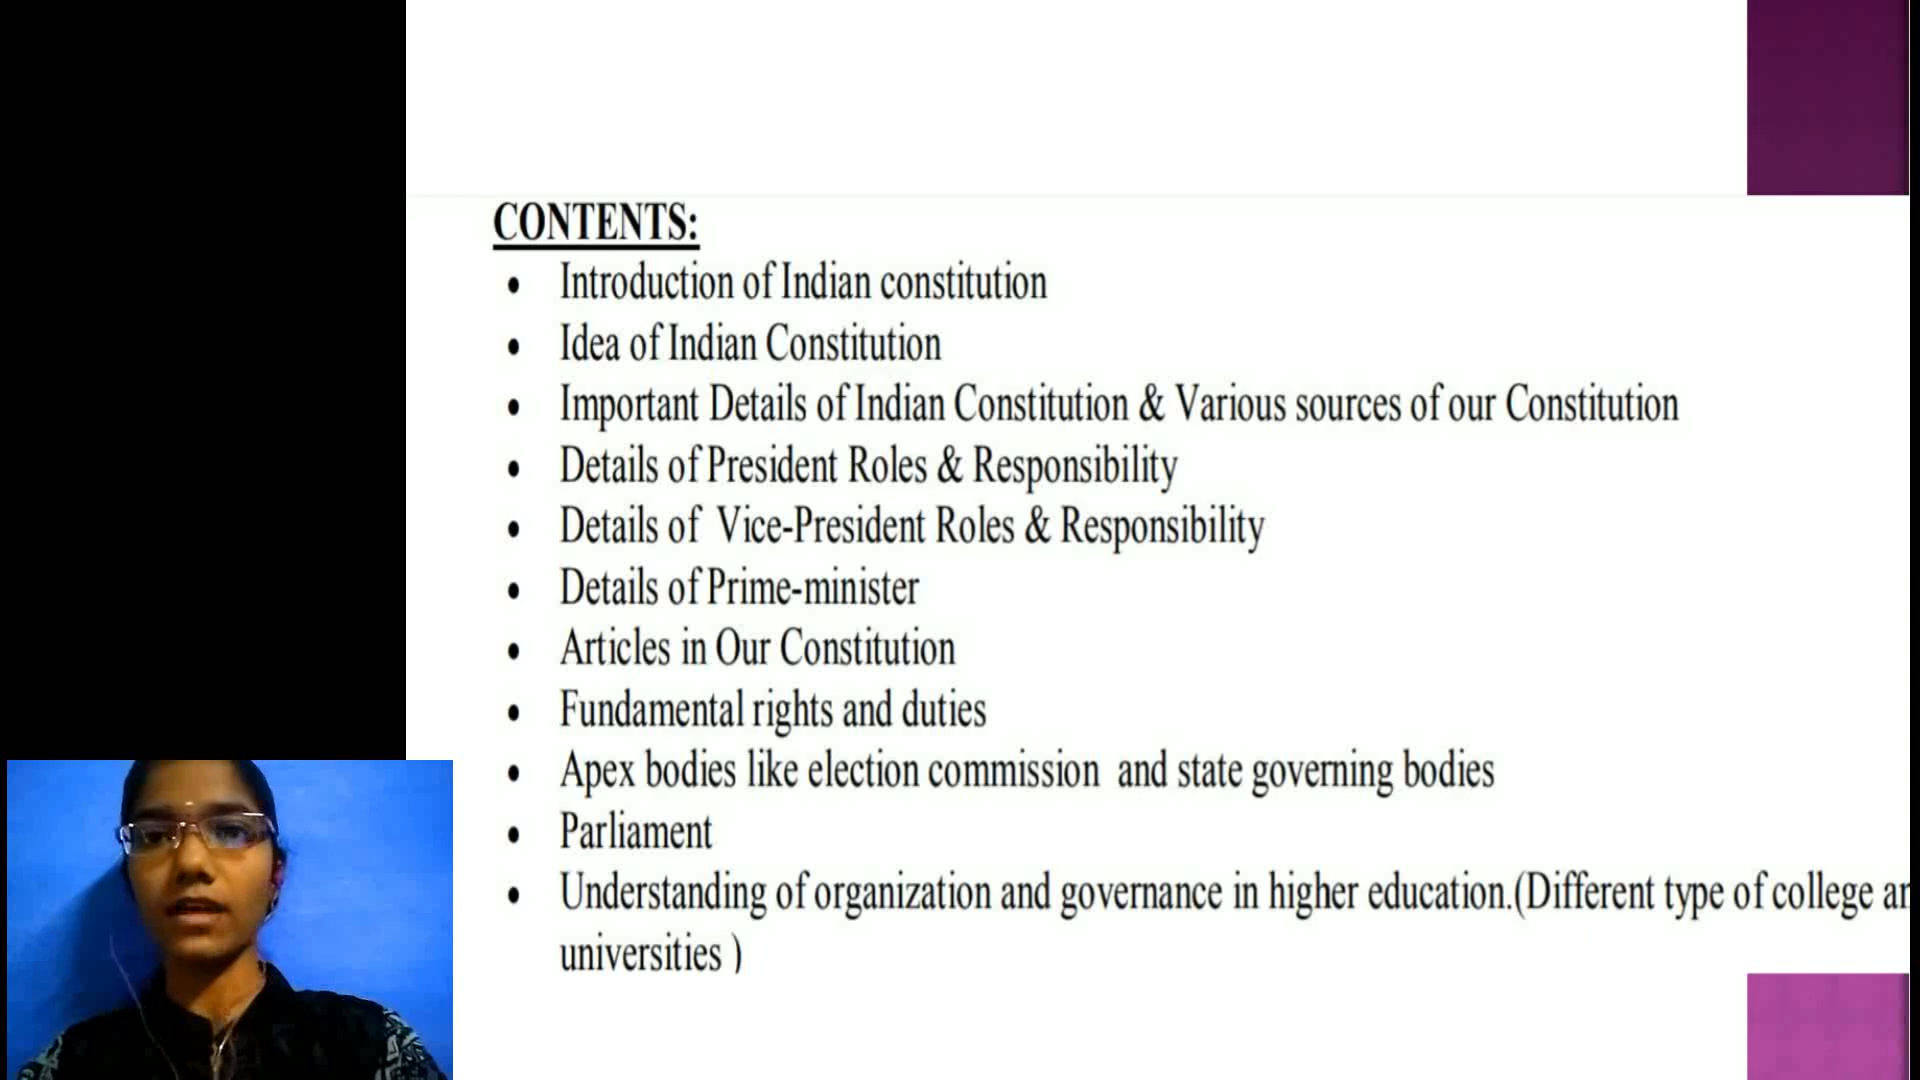 CONTENTS:
• Introduction of Indian constitution
• Idea of Indian Constitution
• Important Details of Indian Constitution & Various sources of our Constitution
• Details of President Roles & Responsibility
• Details of  Vice-President Roles & Responsibility
• Details of Prime-minister
• Articles in Our Constitution
• Fundamental rights and duties
• Apex bodies like election commission  and state governing bodies
• Parliament
• Understanding of organization and governance in higher education.(Different type of college
universities )